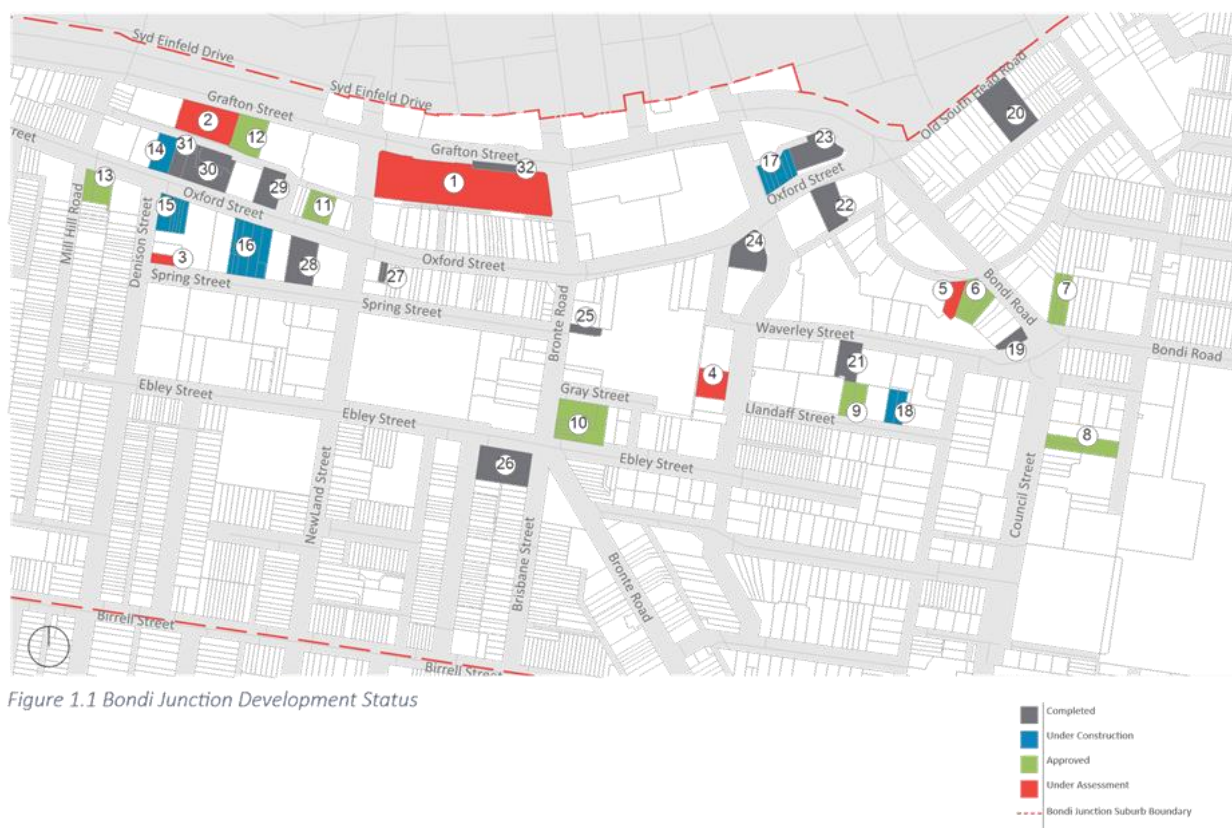 Syd Einfeld Drive
Syd Einfeld Drive
Old South Head Road
20
Grafton Street
2
12
23
14
31
30
Grafton Street
32
17
29
1
Oxford Street
13
22
11
15
Oxford Street
Mill Hill Road
Denison Street
16
24
3
28
Oxford Street
27
Spring Street
Bondi Road
5
6
7
Spring Street
25
Bronte Road
Waverley Street
19
Bondi Road
21
4
Ebley Street
Gray Street
9
18
Llandaff Street
Ebley Street
10
8
26
Ebley Street
NewLand Street
Council Street
Brisbane Street
Bronte Road
Birrell Street
Birrell Street
Figure 1.1 Bondi Junction Development Status
Completed
Under Construction
Approved
Under Assessment
Bondi Junction Suburb Boundary